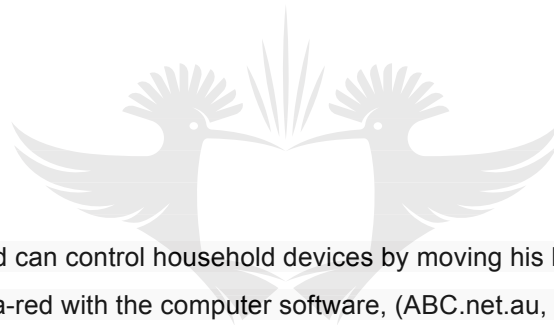 d can control household devices by moving his
a-red with the computer software, (ABC.net.au,